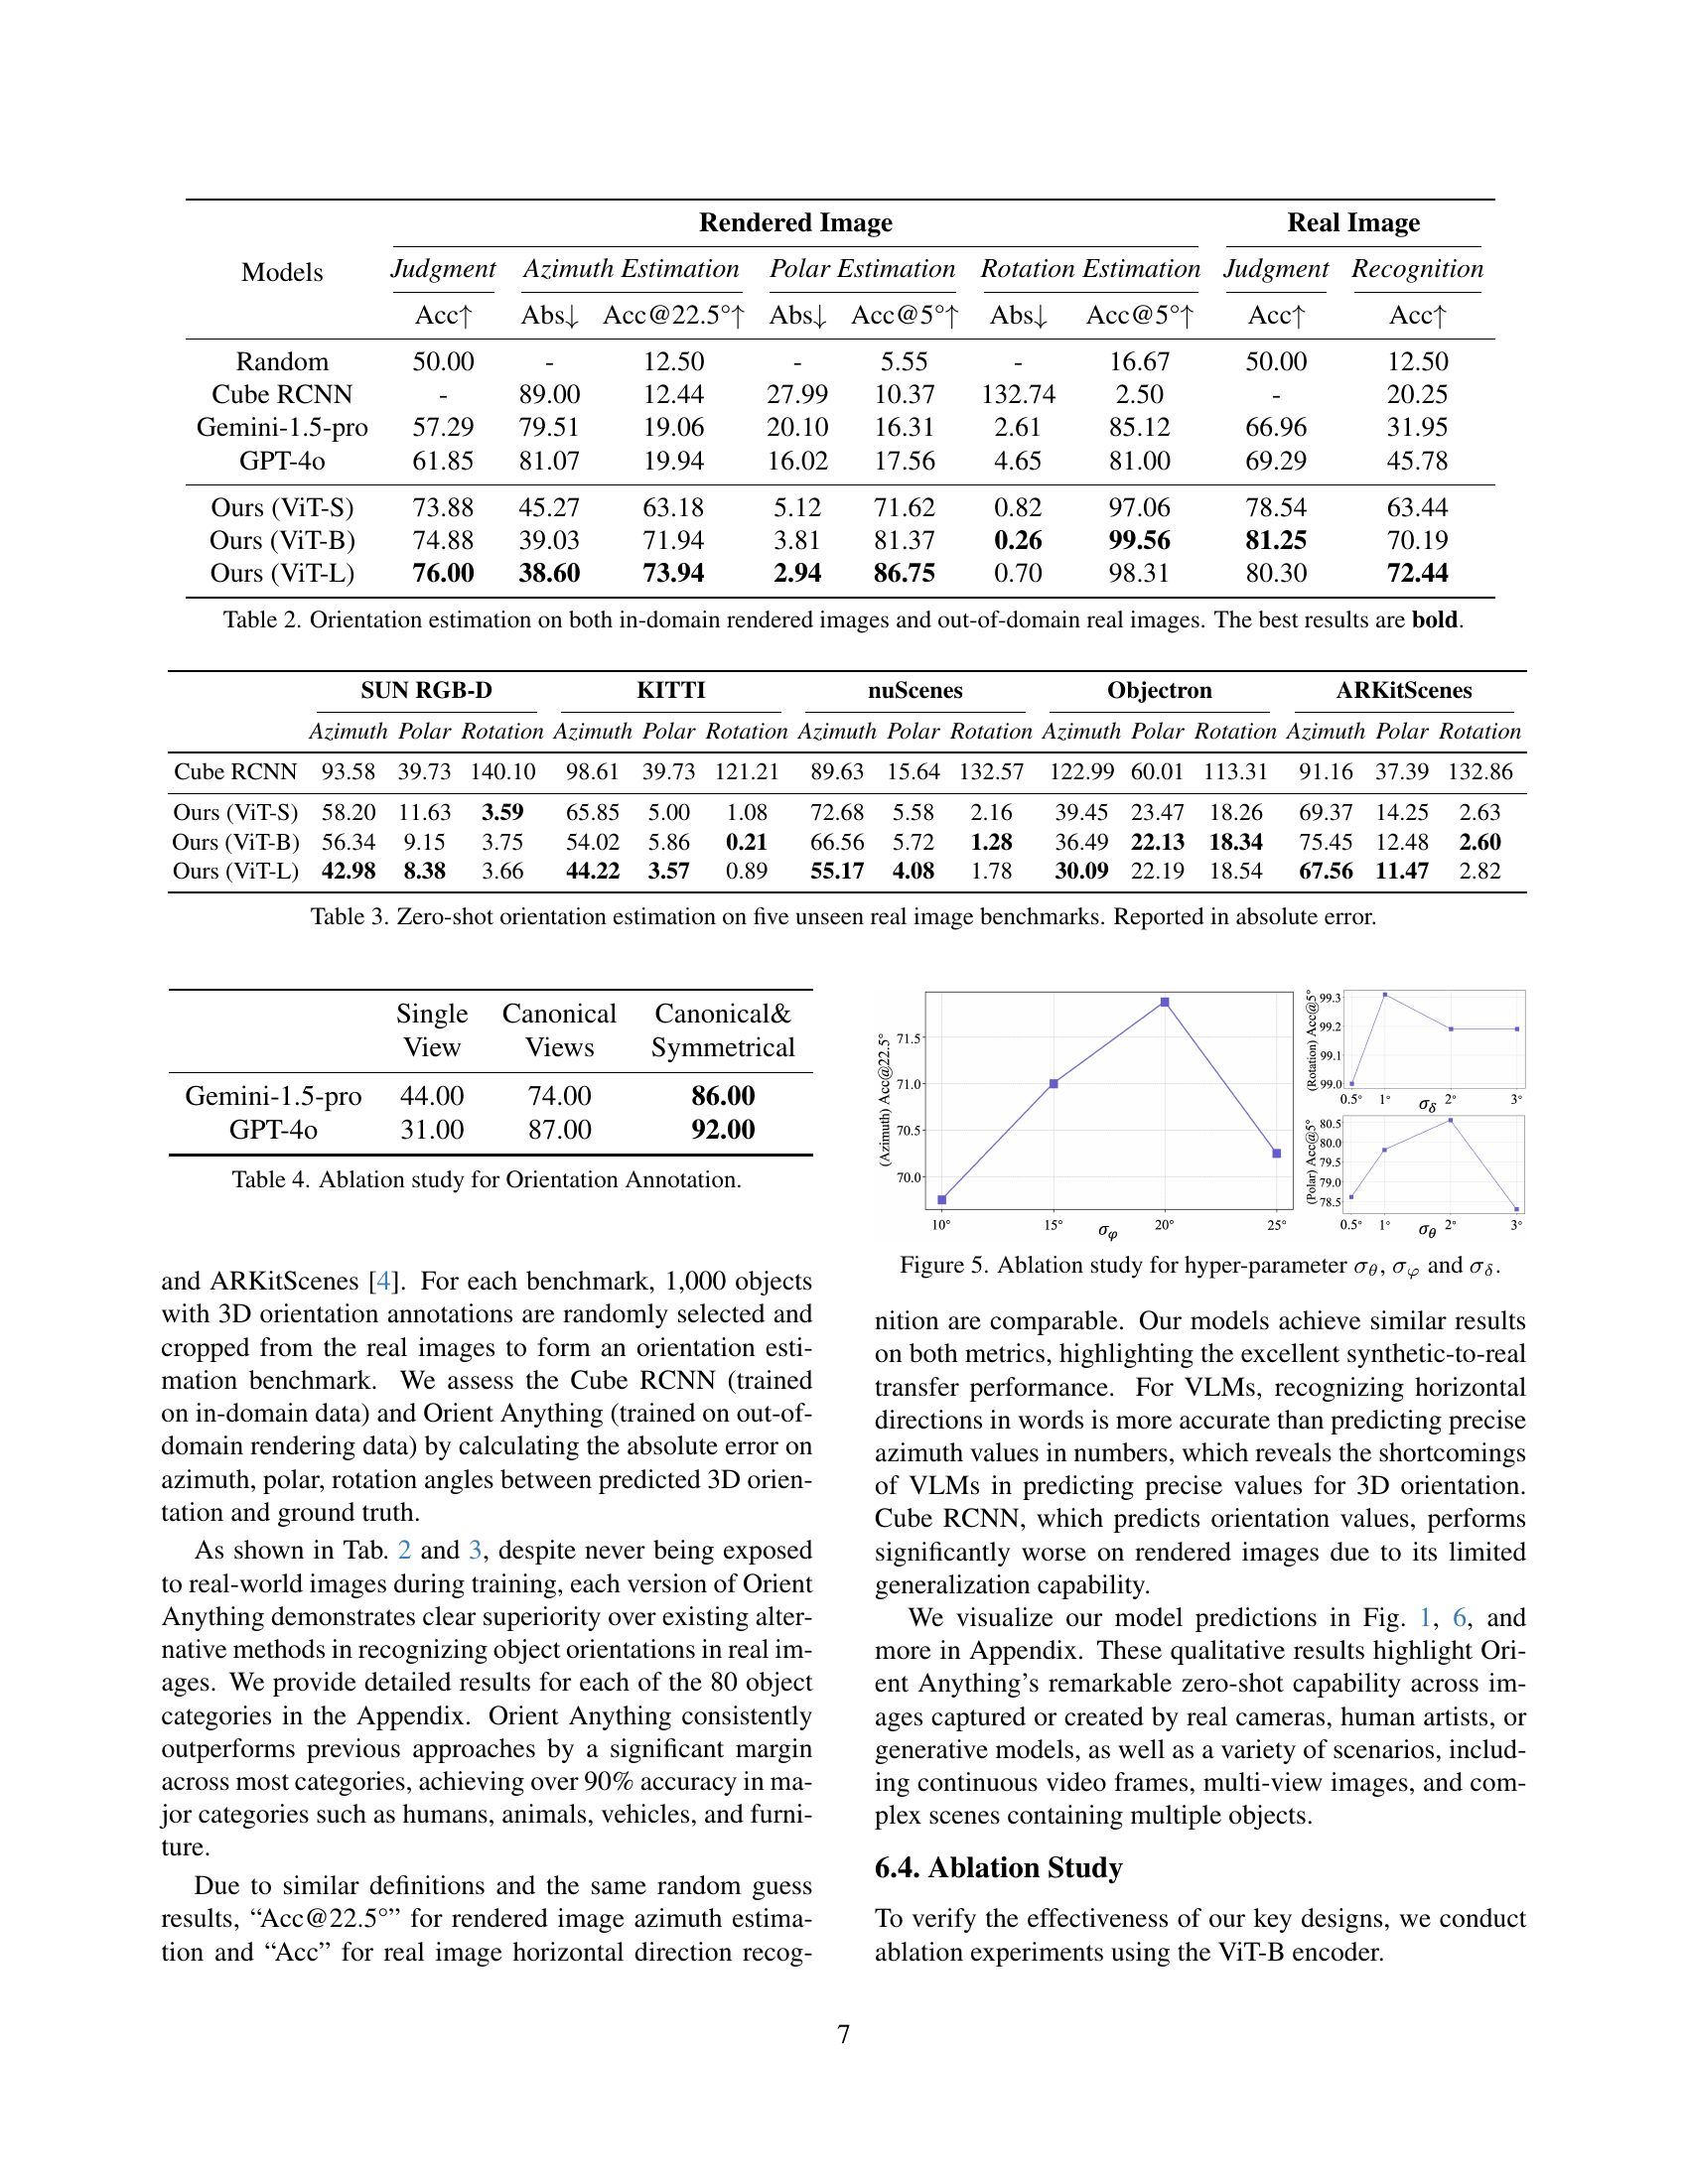 Rendered Image Real Image
Models Judgment Azimuth Estimation Polar Estimation Rotation Estimation Judgment Recognition
Acc↑ Abs↓ Acc@22.5°↑ Abs↓ Acc@5°↑ Abs↓ Acc@5°↑ Acc↑ Acc↑
Random 50.00 - 12.50 - 5.55 - 16.67 50.00 12.50
Cube RCNN - 89.00 12.44 27.99 10.37 132.74 2.50 - 20.25
Gemini-1.5-pro 57.29 79.51 19.06 20.10 16.31 2.61 85.12 66.96 31.95
GPT-4o 61.85 81.07 19.94 16.02 17.56 4.65 81.00 69.29 45.78
Ours (ViT-S) 73.88 45.27 63.18 5.12 71.62 0.82 97.06 78.54 63.44
Ours (ViT-B) 74.88 39.03 71.94 3.81 81.37 0.26 99.56 81.25 70.19
Ours (ViT-L) 76.00 38.60 73.94 2.94 86.75 0.70 98.31 80.30 72.44
Table 2. Orientation estimation on both in-domain rendered images and out-of-domain real images. The best results are bold.
SUN RGB-D KITTI nuScenes Objectron ARKitScenes
Azimuth Polar Rotation Azimuth Polar Rotation Azimuth Polar Rotation Azimuth Polar Rotation Azimuth Polar Rotation
Cube RCNN 93.58 39.73 140.10 98.61 39.73 121.21 89.63 15.64 132.57 122.99 60.01 113.31 91.16 37.39 132.86
Ours (ViT-S) 58.20 11.63 3.59 65.85 5.00 1.08 72.68 5.58 2.16 39.45 23.47 18.26 69.37 14.25 2.63
Ours (ViT-B) 56.34 9.15 3.75 54.02 5.86 0.21 66.56 5.72 1.28 36.49 22.13 18.34 75.45 12.48 2.60
Ours (ViT-L) 42.98 8.38 3.66 44.22 3.57 0.89 55.17 4.08 1.78 30.09 22.19 18.54 67.56 11.47 2.82
Table 3. Zero-shot orientation estimation on five unseen real image benchmarks. Reported in absolute error.
Single Canonical Canonical&
View Views Symmetrical
Gemini-1.5-pro 44.00 74.00 86.00
GPT-4o 31.00 87.00 92.00
Table 4. Ablation study for Orientation Annotation.
and ARKitScenes [4]. For each benchmark, 1,000 objects
with 3D orientation annotations are randomly selected and
cropped from the real images to form an orientation esti-
mation benchmark. We assess the Cube RCNN (trained
on in-domain data) and Orient Anything (trained on out-of-
domain rendering data) by calculating the absolute error on
azimuth, polar, rotation angles between predicted 3D orien-
tation and ground truth.
As shown in Tab. 2 and 3, despite never being exposed
to real-world images during training, each version of Orient
Anything demonstrates clear superiority over existing alter-
native methods in recognizing object orientations in real im-
ages. We provide detailed results for each of the 80 object
categories in the Appendix. Orient Anything consistently
outperforms previous approaches by a significant margin
across most categories, achieving over 90% accuracy in ma-
jor categories such as humans, animals, vehicles, and furni-
ture.
Due to similar definitions and the same random guess
results, “Acc@22.5°” for rendered image azimuth estima-
tion and “Acc” for real image horizontal direction recog-
(Azimuth) Acc@22.5°
71.5
71.0
70.5
70.0
10° 15° 20° 25°
σφ
(Rotation) Acc@5°
99.3
99.2
99.1
99.0
0.5° 1° 2° 3°
σδ
(Polar) Acc@5°
80.5
80.0
79.5
79.0
78.5
0.5° 1° 2° 3°
σθ
Figure 5. Ablation study for hyper-parameter σθ, σφ and σδ.
nition are comparable. Our models achieve similar results
on both metrics, highlighting the excellent synthetic-to-real
transfer performance. For VLMs, recognizing horizontal
directions in words is more accurate than predicting precise
azimuth values in numbers, which reveals the shortcomings
of VLMs in predicting precise values for 3D orientation.
Cube RCNN, which predicts orientation values, performs
significantly worse on rendered images due to its limited
generalization capability.
We visualize our model predictions in Fig. 1, 6, and
more in Appendix. These qualitative results highlight Ori-
ent Anything’s remarkable zero-shot capability across im-
ages captured or created by real cameras, human artists, or
generative models, as well as a variety of scenarios, includ-
ing continuous video frames, multi-view images, and com-
plex scenes containing multiple objects.
6.4. Ablation Study
To verify the effectiveness of our key designs, we conduct
ablation experiments using the ViT-B encoder.
7